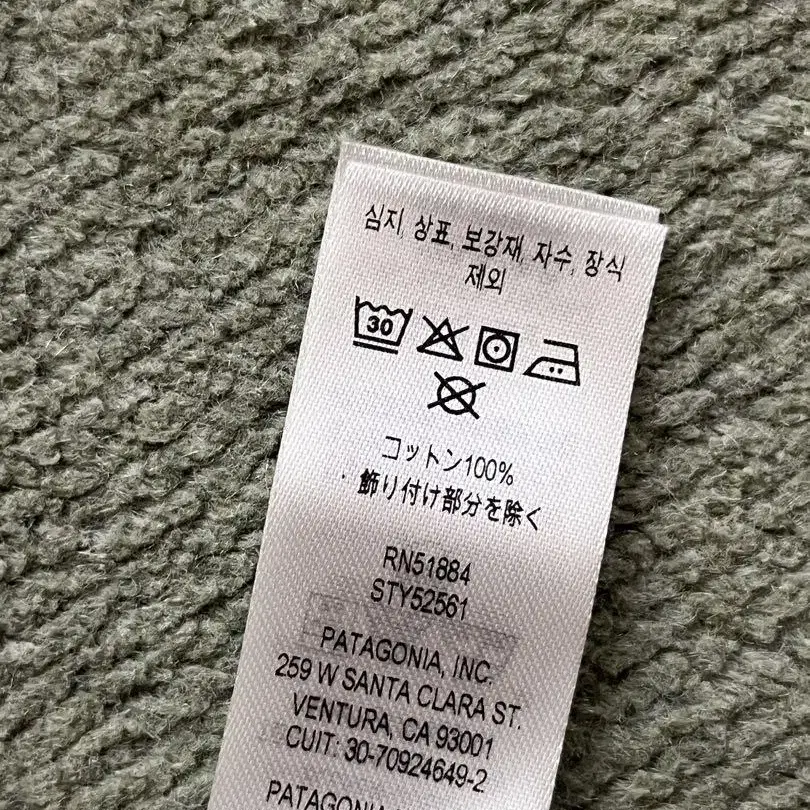 심지, 상표, 보강재, 자수, 장식
제외
30
コットン100%
飾り付け部分を除く
RN51884
STY52561
PATAGONIA, INC.
259 W SANTA CLARA ST.
VENTURA, CA 93001
CUIT: 30-70924649-2
PATAGONIA